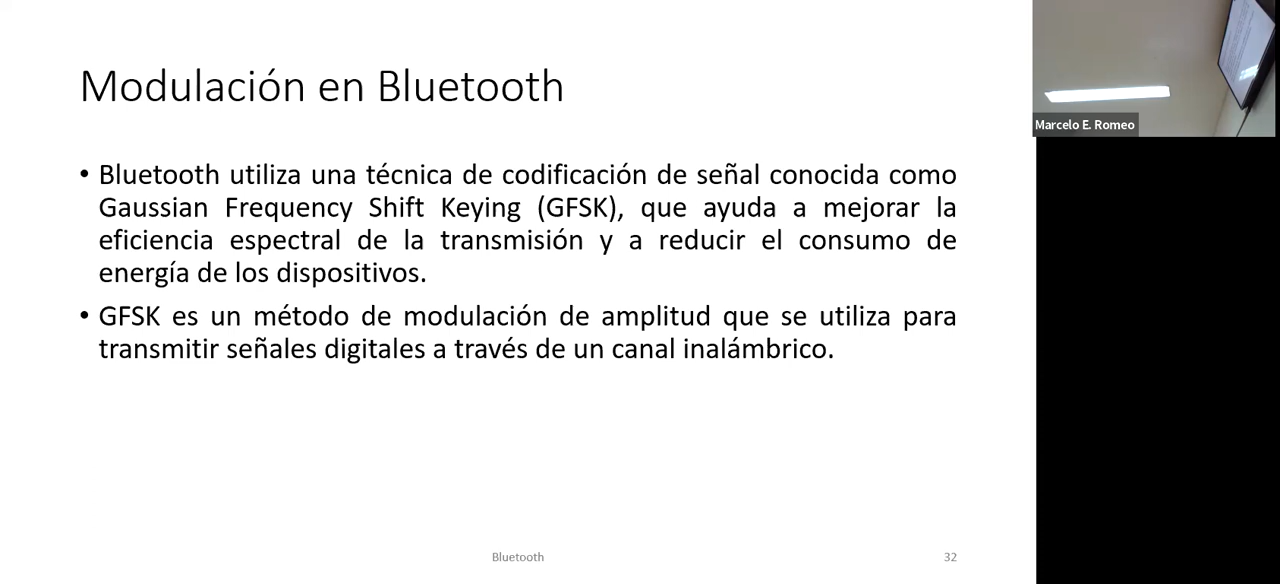 Modulación en Bluetooth
• Bluetooth utiliza una técnica de codificación de señal conocida como
Gaussian Frequency Shift Keying (GFSK), que ayuda a mejorar la
eficiencia espectral de la transmisión y a reducir el consumo de
energía de los dispositivos.
• GFSK es un método de modulación de amplitud que se utiliza para
transmitir señales digitales a través de un canal inalámbrico.
Bluetooth
32
Marcelo E. Romeo